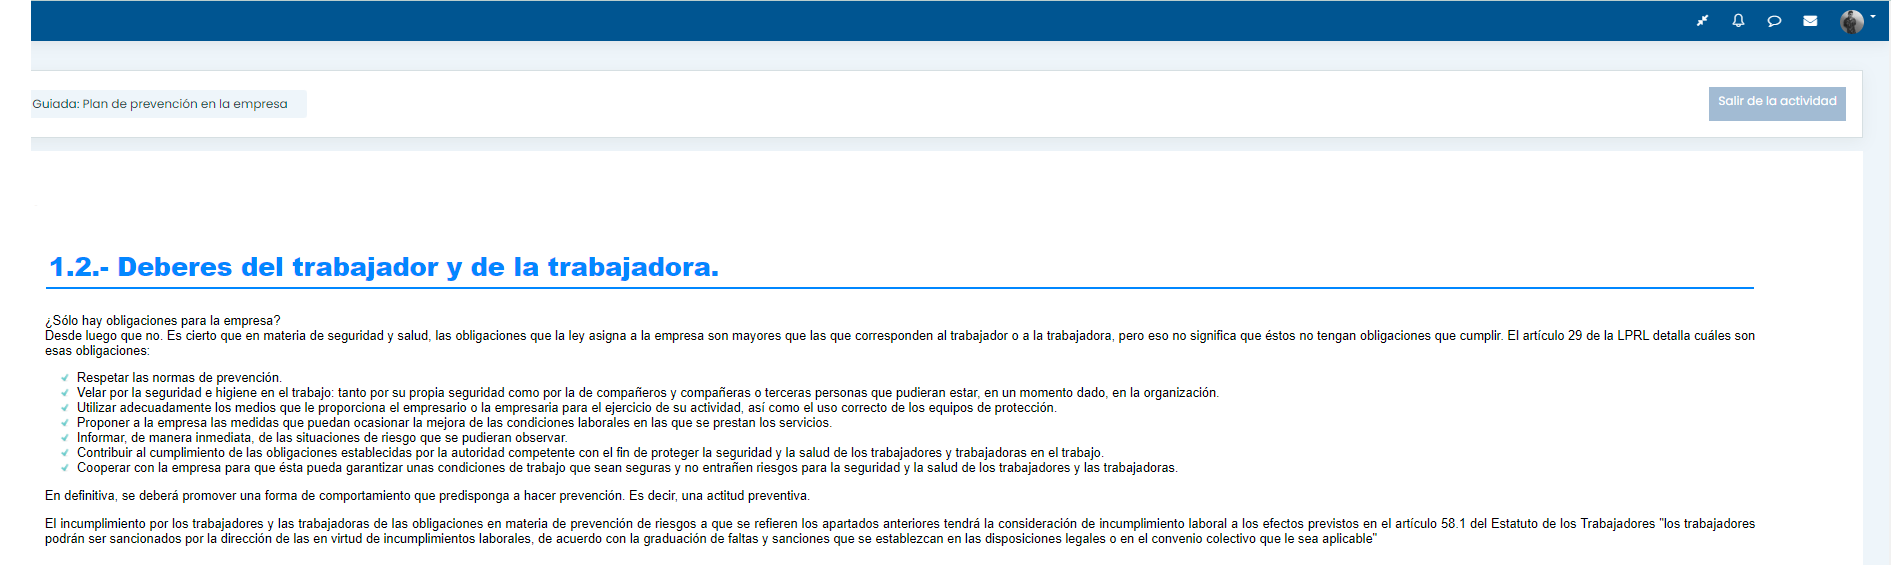 Guiada: Plan de prevención en la empresa
Salir de la actividad
1.2.- Deberes del trabajador y de la trabajadora.
¿Sólo hay obligaciones para la empresa?
Desde luego que no. Es cierto que en materia de seguridad y salud, las obligaciones que la ley asigna a la empresa son mayores que las que corresponden al trabajador o a la trabajadora, pero eso no significa que éstos no tengan obligaciones que cumplir. El artículo 29 de la LPRL detalla cuáles son
esas obligaciones:
Respetar las normas de prevención.
Velar por la seguridad e higiene en el trabajo: tanto por su propia seguridad como por la de compañeros y compañeras o terceras personas que pudieran estar, en un momento dado, en la organización.
Utilizar adecuadamente los medios que le proporciona el empresario o la empresaria para el ejercicio de su actividad, así como el uso correcto de los equipos de protección.
Proponer a la empresa las medidas que puedan ocasionar la mejora de las condiciones laborales en las que se prestan los servicios.
Informar, de manera inmediata, de las situaciones de riesgo que se pudieran observar.
Contribuir al cumplimiento de las obligaciones establecidas por la autoridad competente con el fin de proteger la seguridad y la salud de los trabajadores y trabajadoras en el trabajo.
Cooperar con la empresa para que ésta pueda garantizar unas condiciones de trabajo que sean seguras y no entrañen riesgos para la seguridad y la salud de los trabajadores y las trabajadoras.
En definitiva, se deberá promover una forma de comportamiento que predisponga a hacer prevención. Es decir, una actitud preventiva.
El incumplimiento por los trabajadores y las trabajadoras de las obligaciones en materia de prevención de riesgos a que se refieren los apartados anteriores tendrá la consideración de incumplimiento laboral a los efectos previstos en el artículo 58.1 del Estatuto de los Trabajadores "los trabajadores
podrán ser sancionados por la dirección de las en virtud de incumplimientos laborales, de acuerdo con la graduación de faltas y sanciones que se establezcan en las disposiciones legales o en el convenio colectivo que le sea aplicable"